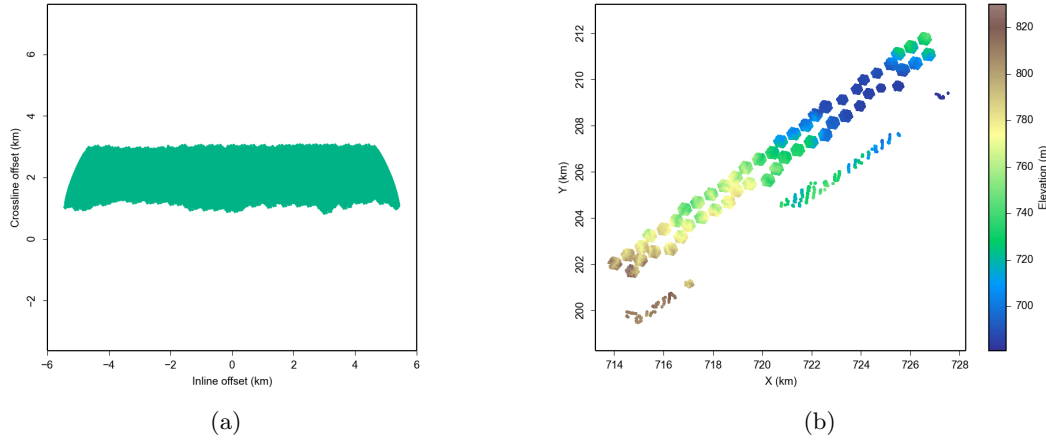 6
4
2
0
−2
Crossline offset (km)
−6 −4 −2 0 2 4 6
Inline offset (km)
(a)
212
210
208
206
204
202
200
Y (km)
714 716 718 720 722 724 726 728
X (km)
820
800
780
760
740
720
700
Elevation (m)
(b)